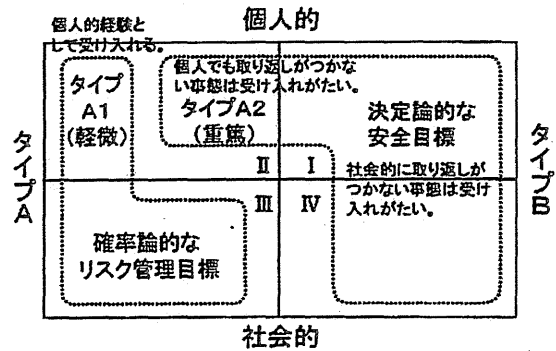 個人的経験と
して受け入れる。
個人的
個人でも取り返しがつかな
い事態は受け入れがたい。
タイプ
A1
(軽微)
タイプA2
(重篤)
決定論的な
安全目標
タイプA
タイプB
Ⅱ
Ⅰ
Ⅲ
Ⅳ
社会的に取り返しが
つかない事態は受け
入れがたい。
確率論的な
リスク管理目標
社会的